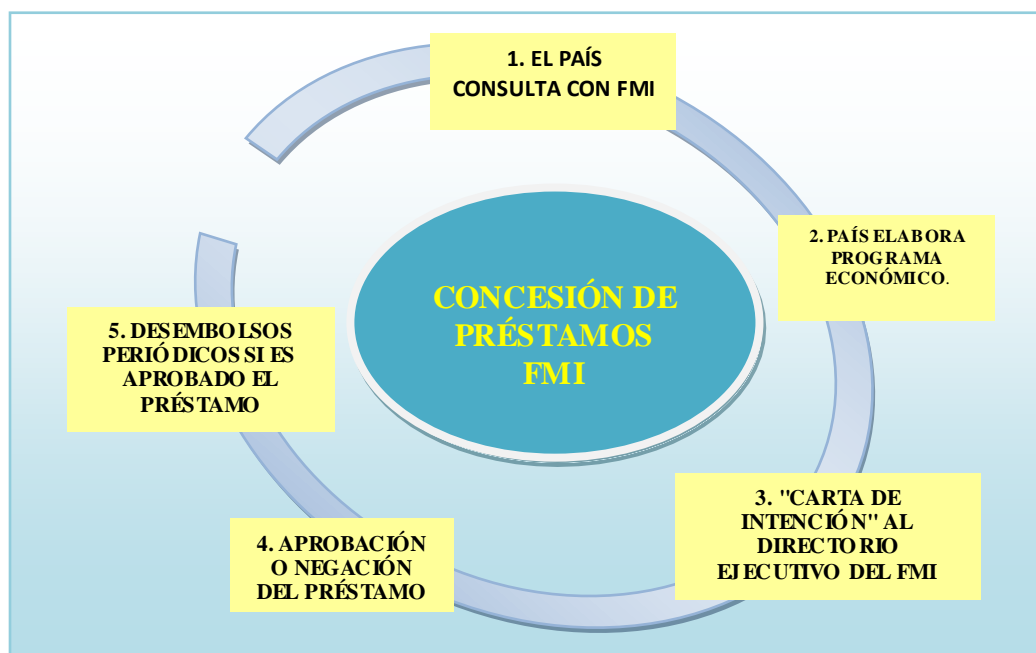 1. EL PAÍS
CONSULTA CON FMI
2. PAÍS ELABORA
PROGRAMA
ECONÓMICO.
CONCESIÓN DE
PRÉSTAMOS
FMI
5. DESEMBOLSOS
PERIÓDICOS SI ES
APROBADO EL
PRÉSTAMO
3. "CARTA DE
INTENCIÓN" AL
DIRECTORIO
EJECUTIVO DEL FMI
4. APROBACIÓN
O NEGACIÓN
DEL PRÉSTAMO